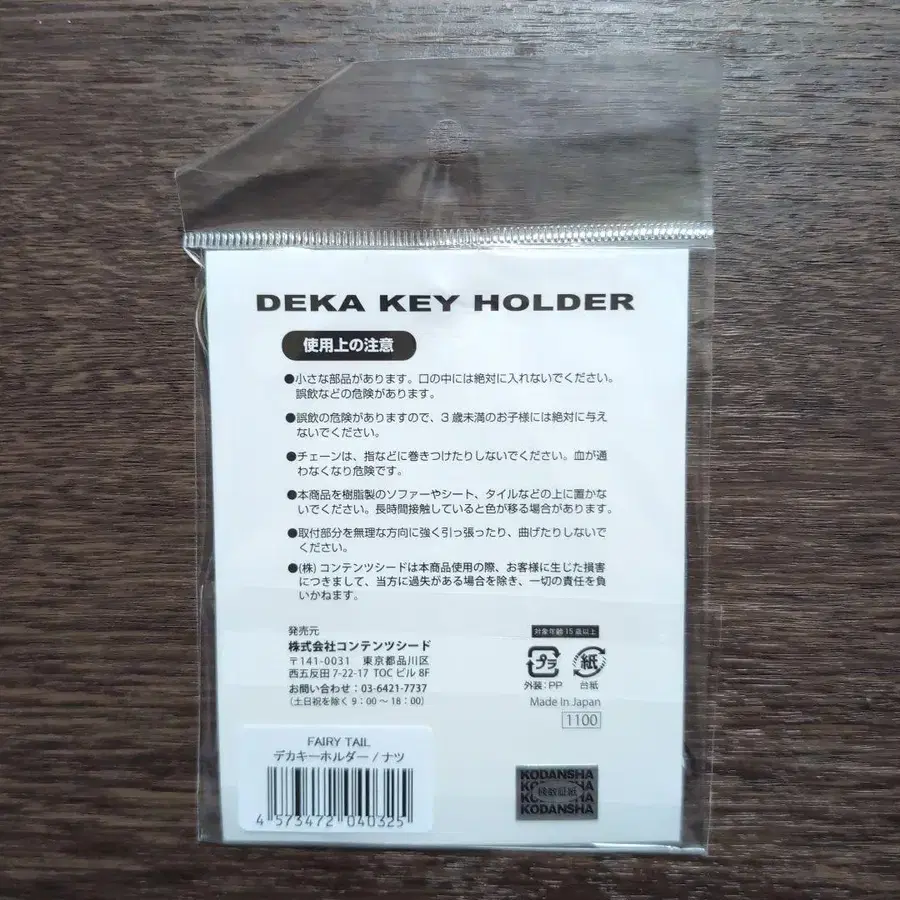 DEKA KEY HOLDER
使用上の注意
●小さな部品があります。口の中には絶対に入れないでください。
誤飲などの危険があります。
●誤飲の危険がありますので、3歳未満のお子様には絶対に与え
ないでください。
●チェーンは、指などに巻きつけたりしないでください。血が通
わなくなり危険です。
●本商品を樹脂製のソファーやシート、タイルなどの上に置かな
いでください。長時間接触していると色が移る場合があります。
●取付部分を無理な方向に強く引っ張ったり、曲げたりしないで
ください。
●(株) コンテンツシードは本商品使用の際、お客様に生じた損害
につきまして、当方に過失がある場合を除き、一切の責任を負
いかねます。
発売元
株式会社コンテンツシード
〒141-0031 東京都品川区
西五反田 7-22-17 TOC ビル 8F
お問い合わせ：03-6421-7737
(土日祝を除く 9：00 〜 18：00)
対象年齢 15 歳以上
プラ 紙
外装：PP 台紙
Made In Japan
1100
FAIRY TAIL
デカキーホルダー / ナツ
4 573472 040325
KODANSHA
KODANSHA